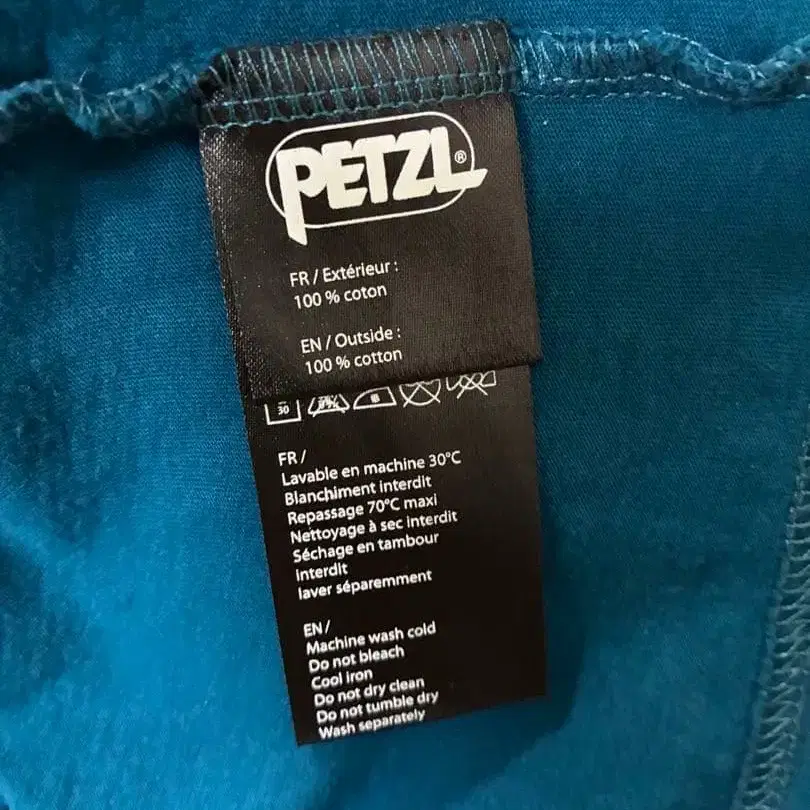 PETZL®
FR / Extérieur :
100 % coton
EN / Outside :
100 % cotton
30
FR /
Lavable en machine 30°C
Blanchiment interdit
Repassage 70°C maxi
Nettoyage à sec interdit
Séchage en tambour
interdit
laver séparemment
EN /
Machine wash cold
Do not bleach
Cool iron
Do not dry clean
Do not tumble dry
Wash separately